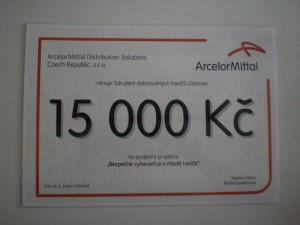 ArcelorMittal Distribution Solutions
Czech Republic, s.r.o.
ArcelorMittal
věnuje Sdružení dobrovolných hasičů
15 000 Kč
na podporu projektu
„Bezpečné vybavení pro mladé hasiče“